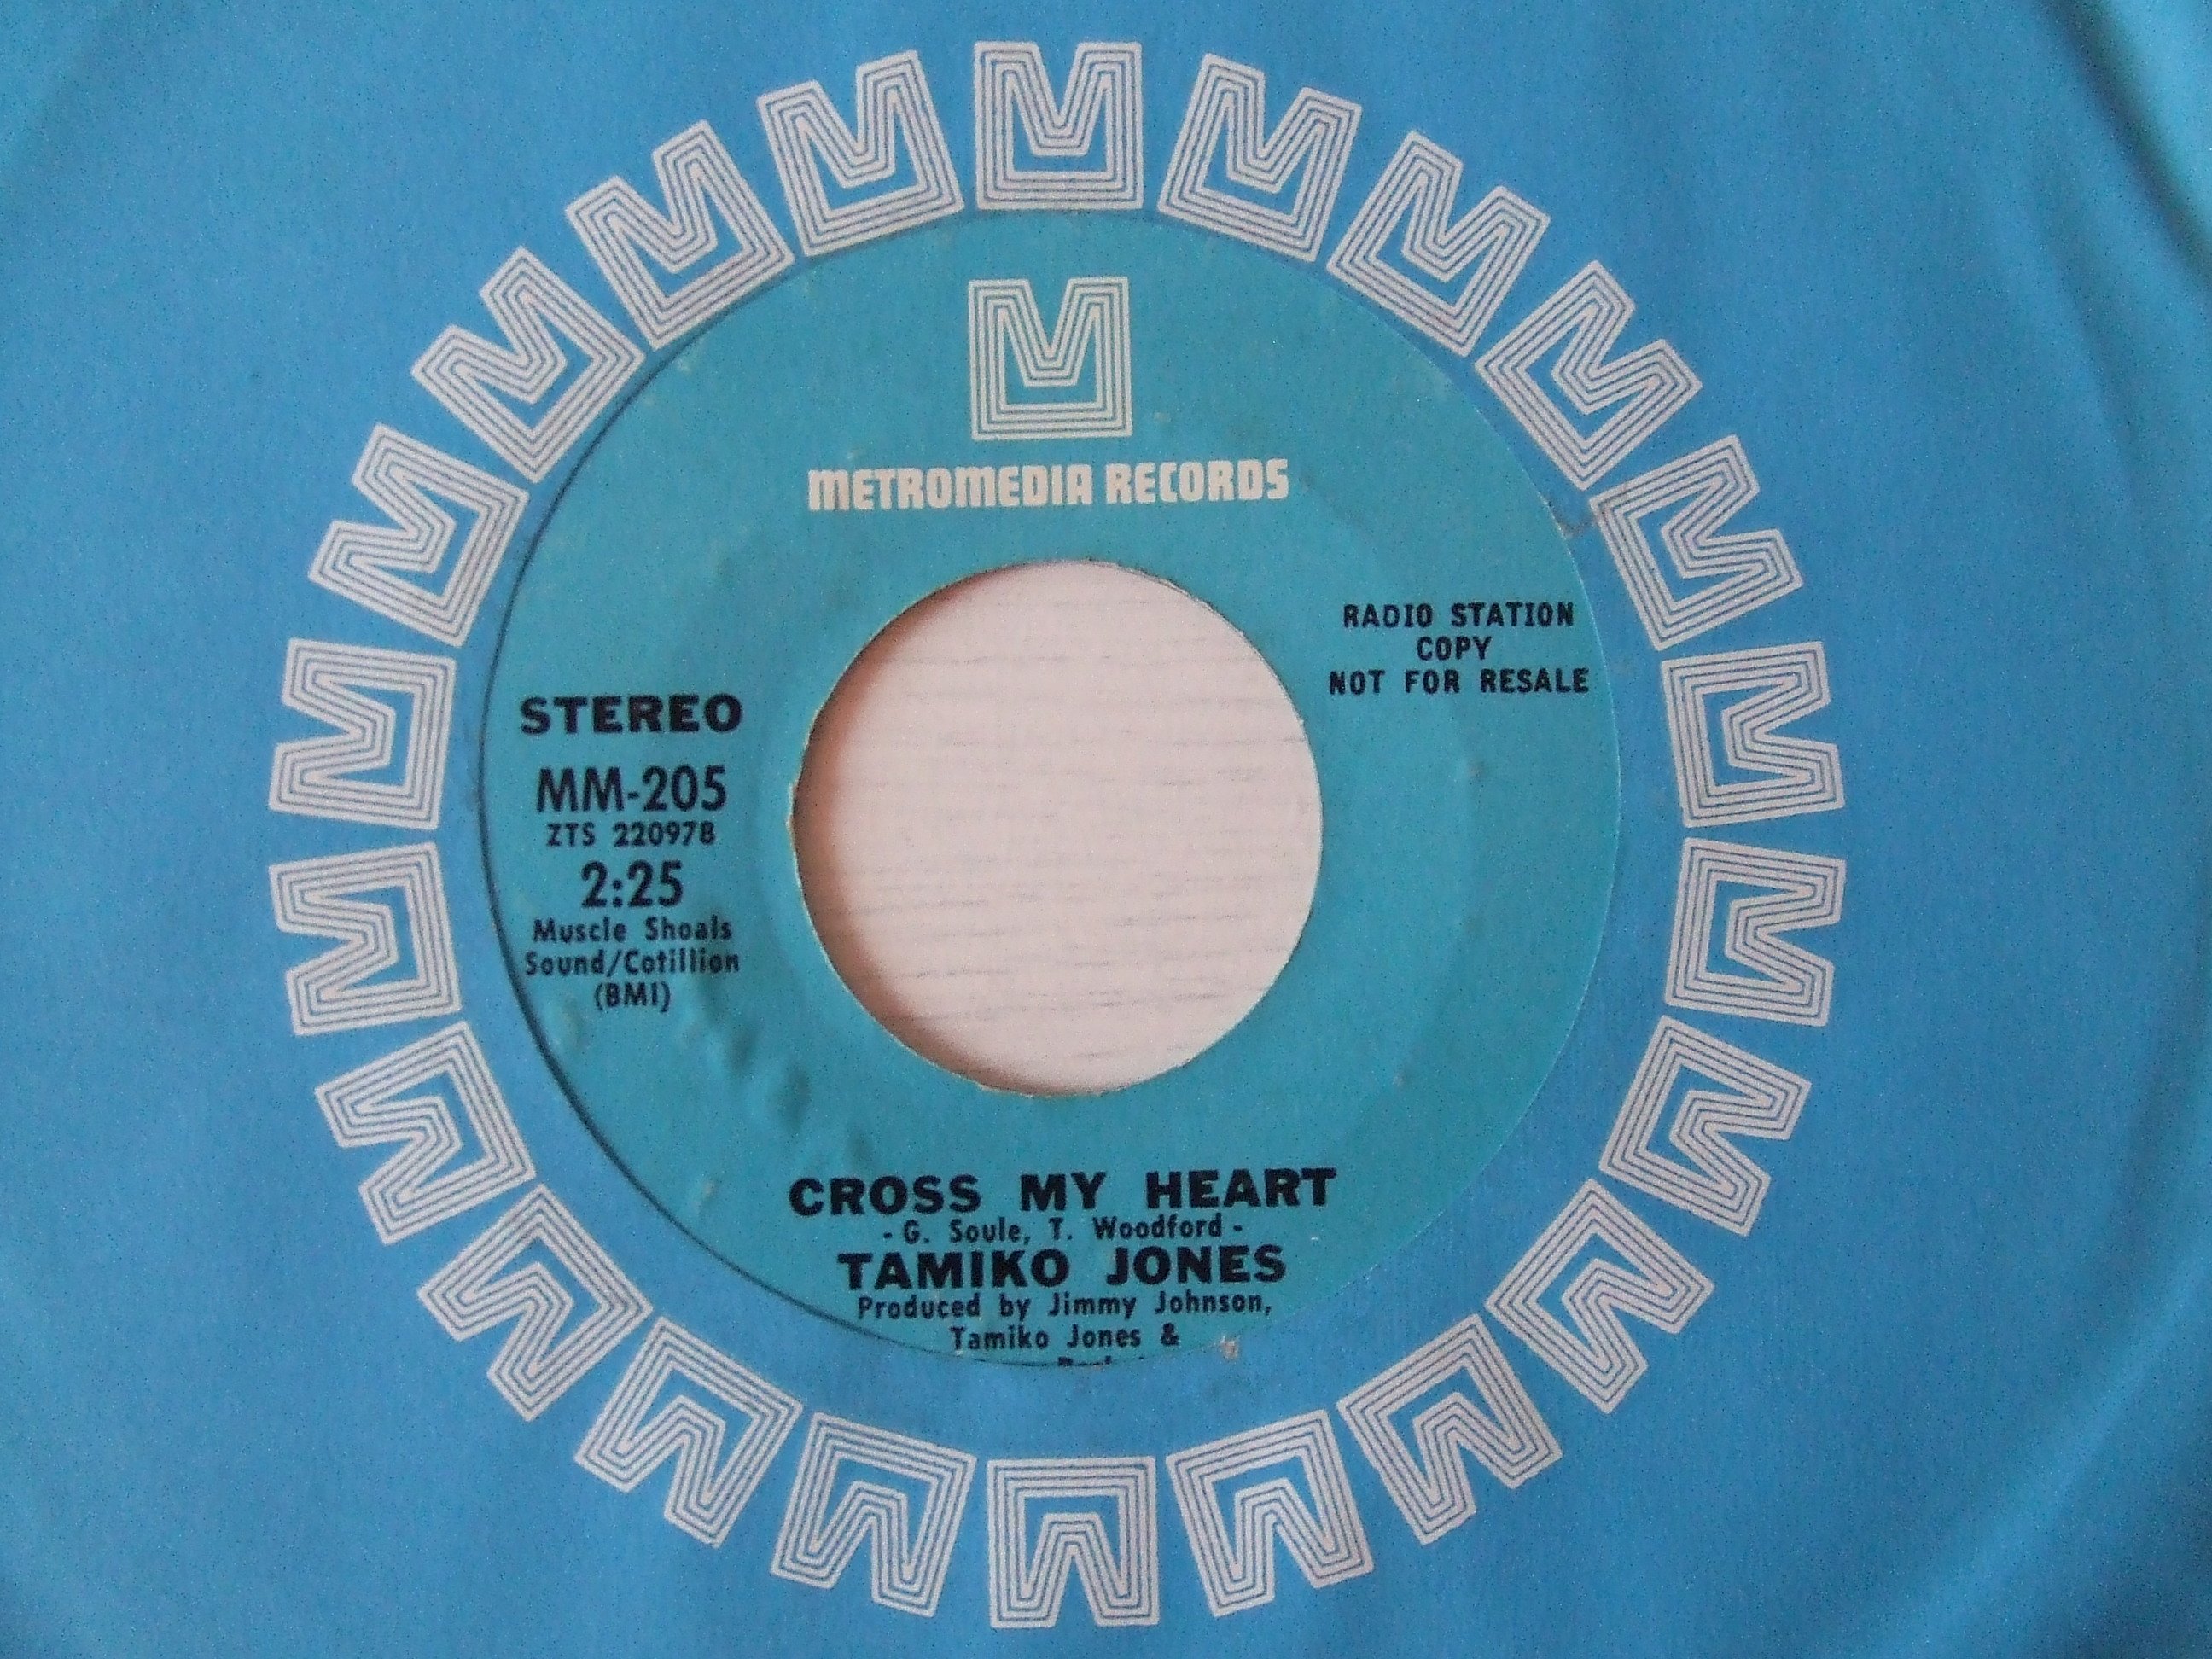 METROMEDIA RECORDS
RADIO STATION
COPY
NOT FOR RESALE
STEREO
MM-205
ZTS 220978
2:25
Muscle Shoals
Sound/Cotillion
(BMI)
CROSS MY HEART
- G. Soule, T. Woodford -
TAMIKO JONES
Produced by Jimmy Johnson,
Tamiko Jones &